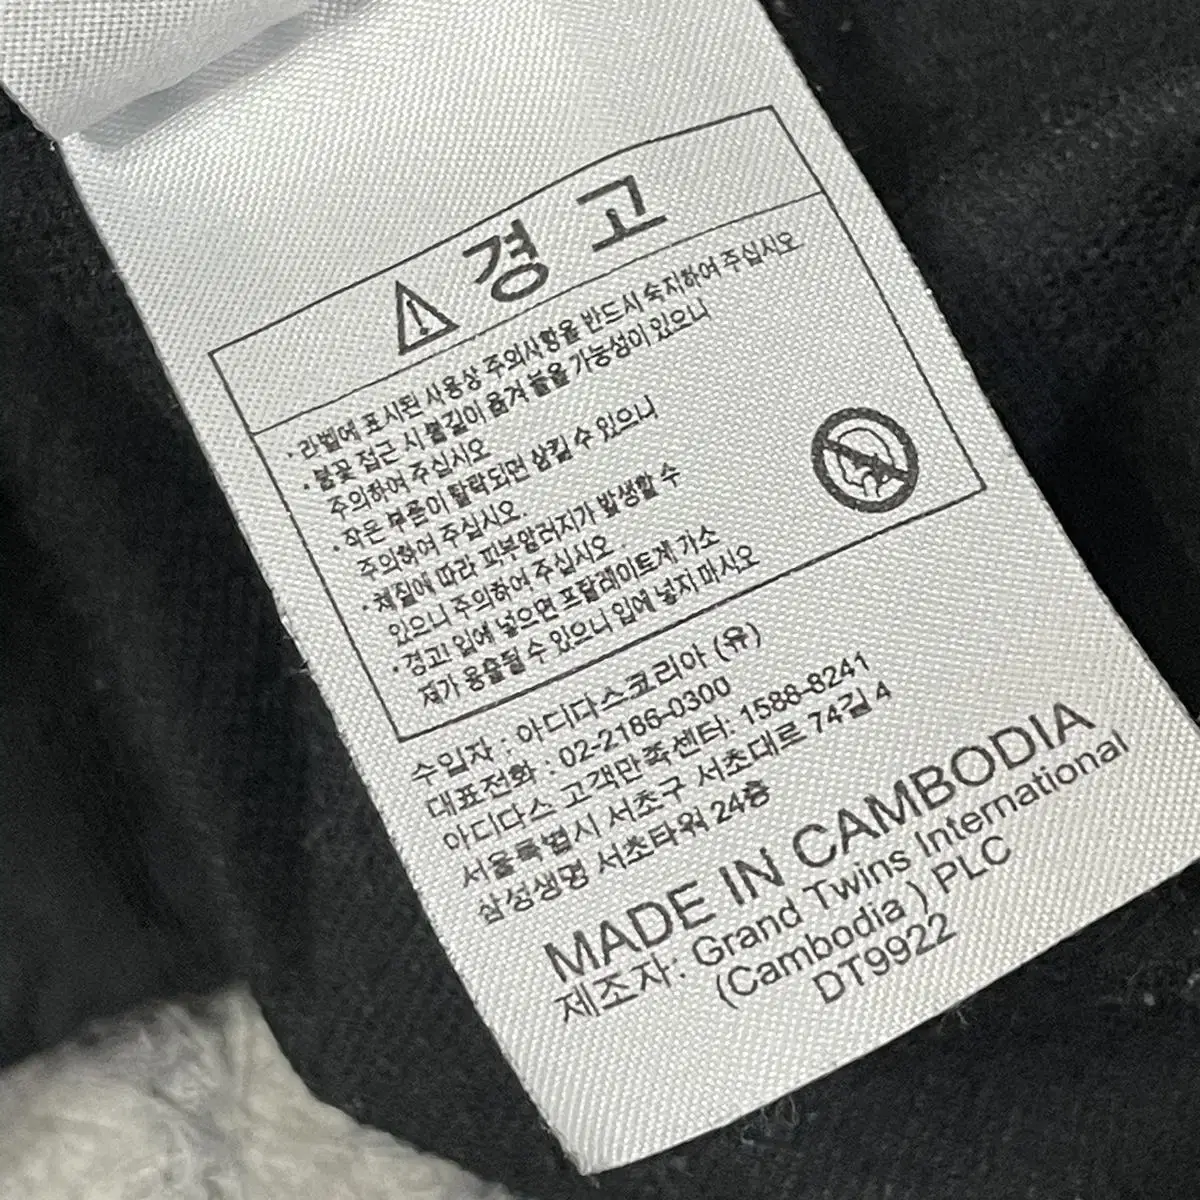 경고
· 라벨에 표시된 사용상 주의사항을 반드시 숙지하여 주십시오.
· 불꽃 접근 시 불길이 옮겨 붙을 가능성이 있으니
주의하여 주십시오
· 작은 부품이 탈락되면 삼킬 수 있으니
주의하여 주십시오.
· 체질에 따라 피부알러지가 발생할 수
있으니 주의하여 주십시오
· 경고! 입에 넣으면 프탈레이트계 가소
제가 용출될 수 있으니 입에 넣지 마시오
수입자 : 아디다스코리아 (유)
대표전화 : 02-2186-0300
아디다스 고객만족센터: 1588-8241
서울특별시 서초구 서초대로 74길 4
삼성생명 서초타워 24층
MADE IN CAMBODIA
제조자: Grand Twins International
(Cambodia ) PLC
DT9922